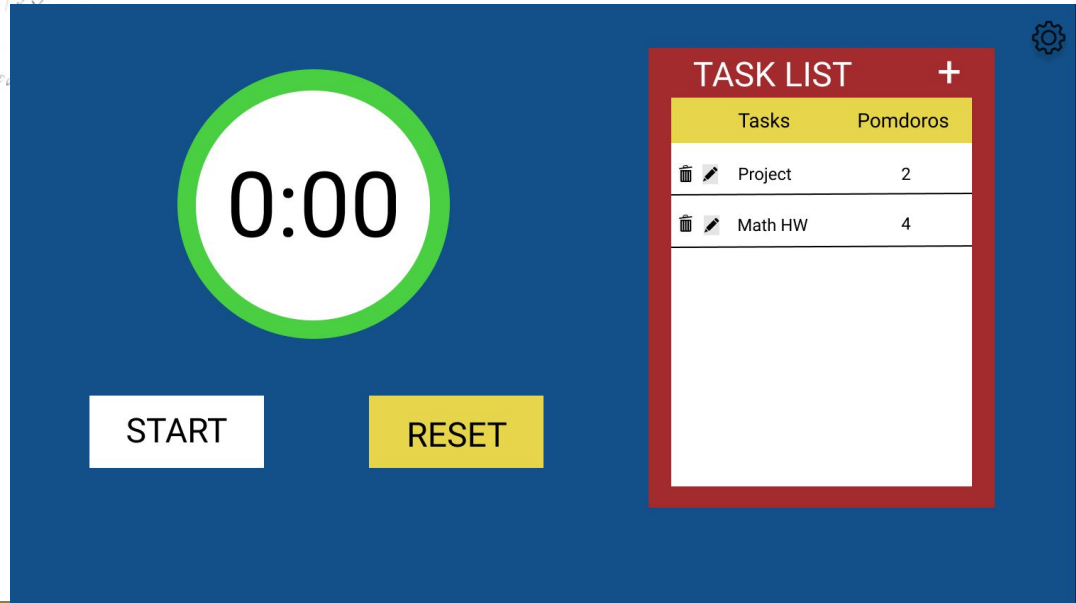 0:00
START
RESET
TASK LIST +
Tasks Pomdoros
Project 2
Math HW 4